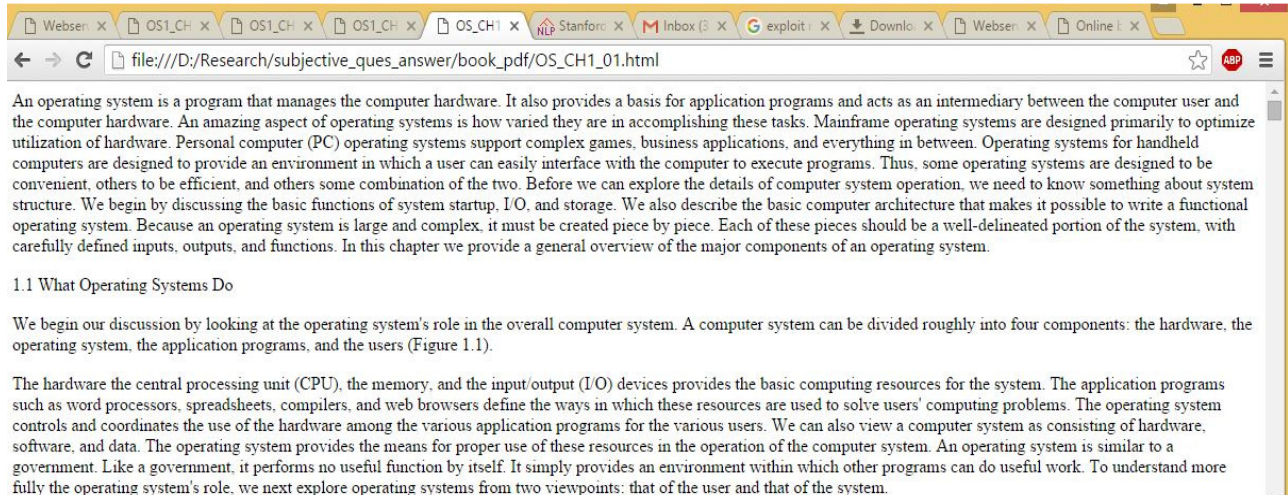 Webser
OS1_CH
OS1_CH
OS1_CH
OS_CH1
NLP Stanford
Inbox (3
exploit r
Downlo
Webser
Online b
file:///D:/Research/subjective_ques_answer/book_pdf/OS_CH1_01.html
ABP
An operating system is a program that manages the computer hardware. It also provides a basis for application programs and acts as an intermediary between the computer user and
the computer hardware. An amazing aspect of operating systems is how varied they are in accomplishing these tasks. Mainframe operating systems are designed primarily to optimize
utilization of hardware. Personal computer (PC) operating systems support complex games, business applications, and everything in between. Operating systems for handheld
computers are designed to provide an environment in which a user can easily interface with the computer to execute programs. Thus, some operating systems are designed to be
convenient, others to be efficient, and others some combination of the two. Before we can explore the details of computer system operation, we need to know something about system
structure. We begin by discussing the basic functions of system startup, I/O, and storage. We also describe the basic computer architecture that makes it possible to write a functional
operating system. Because an operating system is large and complex, it must be created piece by piece. Each of these pieces should be a well-delineated portion of the system, with
carefully defined inputs, outputs, and functions. In this chapter we provide a general overview of the major components of an operating system.
1.1 What Operating Systems Do
We begin our discussion by looking at the operating system's role in the overall computer system. A computer system can be divided roughly into four components: the hardware, the
operating system, the application programs, and the users (Figure 1.1).
The hardware the central processing unit (CPU), the memory, and the input/output (I/O) devices provides the basic computing resources for the system. The application programs
such as word processors, spreadsheets, compilers, and web browsers define the ways in which these resources are used to solve users' computing problems. The operating system
controls and coordinates the use of the hardware among the various application programs for the various users. We can also view a computer system as consisting of hardware,
software, and data. The operating system provides the means for proper use of these resources in the operation of the computer system. An operating system is similar to a
government. Like a government, it performs no useful function by itself. It simply provides an environment within which other programs can do useful work. To understand more
fully the operating system's role, we next explore operating systems from two viewpoints: that of the user and that of the system.